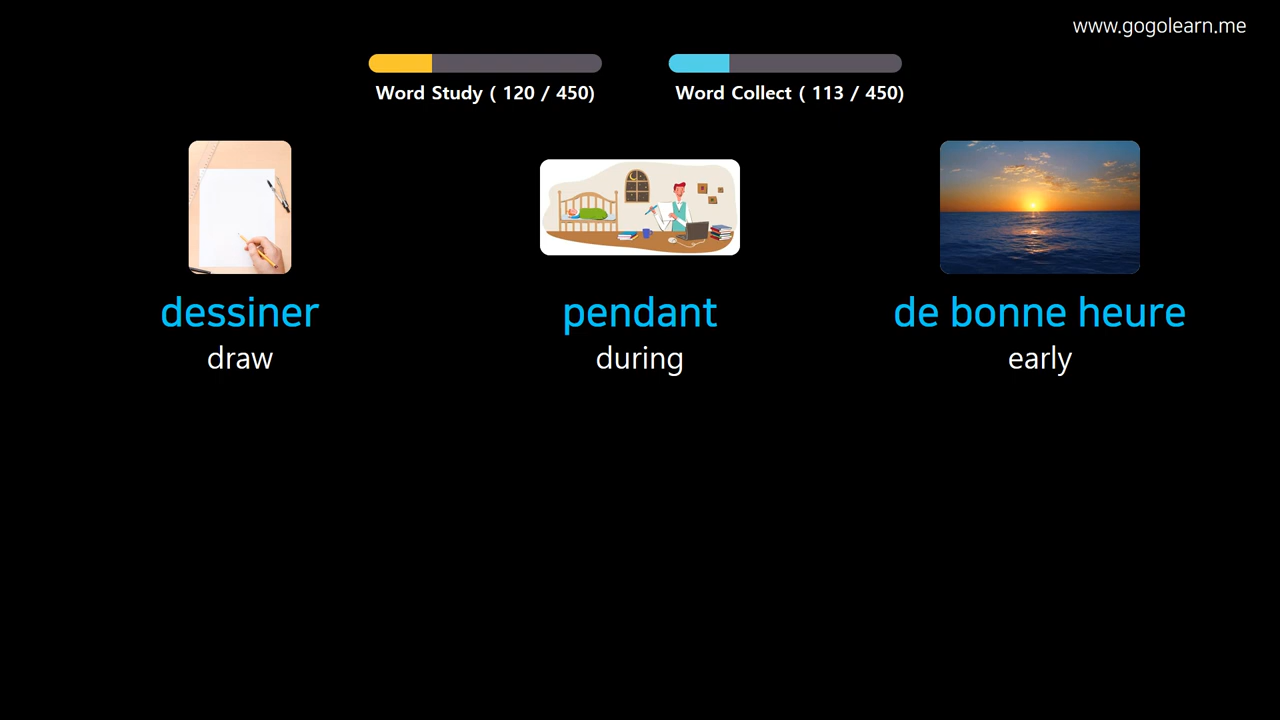 www.gogolearn.me
Word Study ( 120 / 450)
Word Collect ( 113 / 450)
dessiner
draw
pendant
during
de bonne heure
early